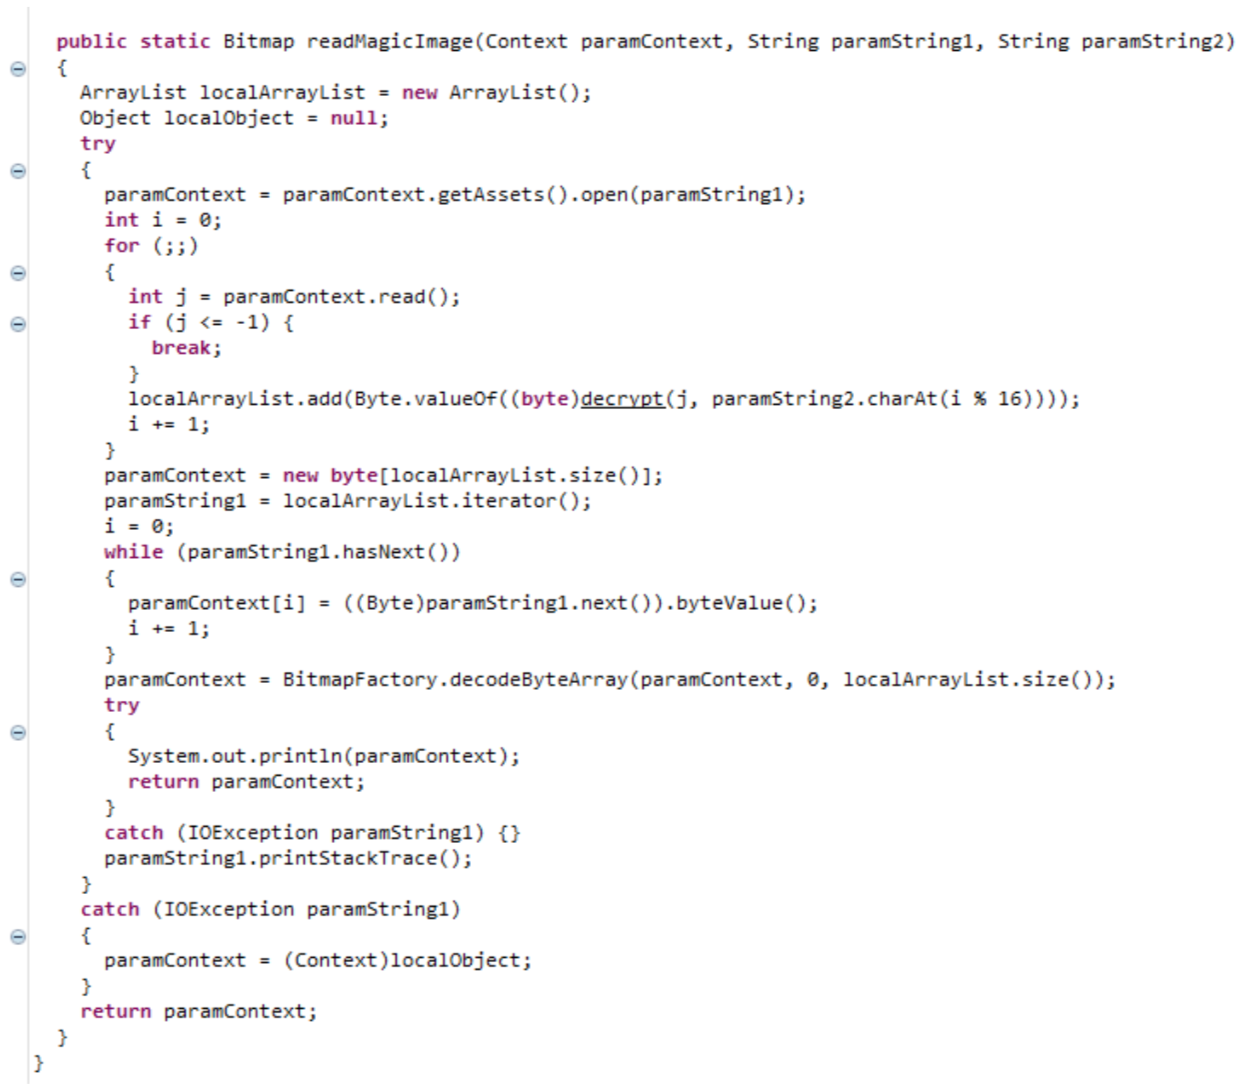 public static Bitmap readMagicImage(Context paramContext, String paramString1, String paramString2)
{
ArrayList localArrayList = new ArrayList();
Object localObject = null;
try
{
paramContext = paramContext.getAssets().open(paramString1);
int i = 0;
for (;;)
{
int j = paramContext.read();
if (j <= -1) {
break;
}
localArrayList.add(Byte.valueOf((byte)decrypt(j, paramString2.charAt(i % 16))));
i += 1;
}
paramContext = new byte[localArrayList.size()];
paramString1 = localArrayList.iterator();
i = 0;
while (paramString1.hasNext())
{
paramContext[i] = ((Byte)paramString1.next()).byteValue();
i += 1;
}
paramContext = BitmapFactory.decodeByteArray(paramContext, 0, localArrayList.size());
try
{
System.out.println(paramContext);
return paramContext;
}
catch (IOException paramString1) {}
paramString1.printStackTrace();
}
catch (IOException paramString1)
{
paramContext = (Context)localObject;
}
return paramContext;
}
}